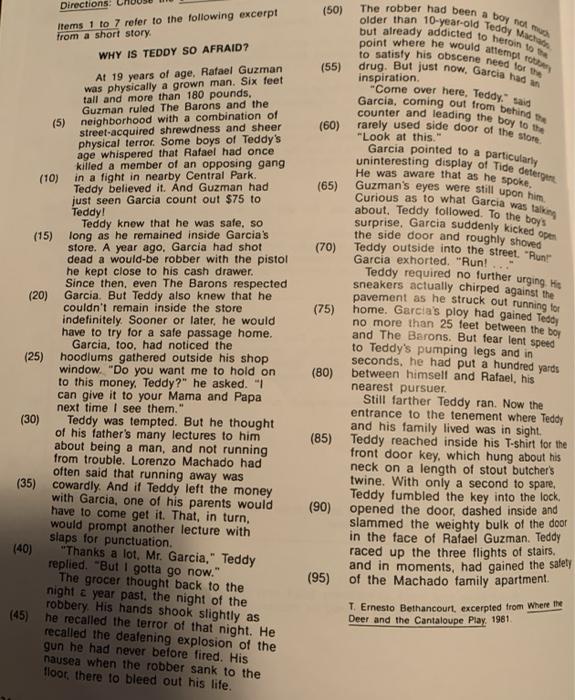 Directions: Choose the
Items 1 to 7 refer to the following excerpt
from a short story.
WHY IS TEDDY SO AFRAID?
At 19 years of age, Rafael Guzman
was physically a grown man. Six feet
tall and more than 180 pounds,
Guzman ruled The Barons and the
(5) neighborhood with a combination of
street-acquired shrewdness and sheer
physical terror. Some boys of Teddy's
age whispered that Rafael had once
killed a member of an opposing gang
(10) in a fight in nearby Central Park.
Teddy believed it. And Guzman had
just seen Garcia count out $75 to
Teddy!
Teddy knew that he was safe, so
(15) long as he remained inside Garcia's
store. A year ago, Garcia had shot
dead a would-be robber with the pistol
he kept close to his cash drawer.
Since then, even The Barons respected
(20) Garcia. But Teddy also knew that he
couldn't remain inside the store
indefinitely. Sooner or later, he would
have to try for a safe passage home.
Garcia, too, had noticed the
(25) hoodlums gathered outside his shop
window. "Do you want me to hold on
to this money, Teddy?" he asked. "I
can give it to your Mama and Papa
next time I see them."
(30) Teddy was tempted. But he thought
of his father's many lectures to him
about being a man, and not running
from trouble. Lorenzo Machado had
often said that running away was
(35) cowardly. And if Teddy left the money
with Garcia, one of his parents would
have to come get it. That, in turn,
would prompt another lecture with
slaps for punctuation.
(40) "Thanks a lot, Mr. Garcia," Teddy
replied. "But I gotta go now."
The grocer thought back to the
night a year past, the night of the
robbery. His hands shook slightly as
(45) he recalled the terror of that night. He
recalled the deafening explosion of the
gun he had never before fired. His
nausea when the robber sank to the
floor, there to bleed out his life.
(50) The robber had been a boy not much
older than 10-year-old Teddy Machado,
but already addicted to heroin to the
point where he would attempt robbery
to satisfy his obscene need for the
(55) drug. But just now, Garcia had an
inspiration.
"Come over here, Teddy," said
Garcia, coming out from behind the
counter and leading the boy to the
(60) rarely used side door of the store.
"Look at this."
Garcia pointed to a particularly
uninteresting display of Tide detergent.
He was aware that as he spoke,
(65) Guzman's eyes were still upon him.
Curious as to what Garcia was talking
about, Teddy followed. To the boy's
surprise, Garcia suddenly kicked open
the side door and roughly shoved
(70) Teddy outside into the street. "Run!"
Garcia exhorted. "Run! . . ."
Teddy required no further urging. His
sneakers actually chirped against the
pavement as he struck out running for
(75) home. Garcia's ploy had gained Teddy
no more than 25 feet between the boy
and The Barons. But fear lent speed
to Teddy's pumping legs and in
seconds, he had put a hundred yards
(80) between himself and Rafael, his
nearest pursuer.
Still farther Teddy ran. Now the
entrance to the tenement where Teddy
and his family lived was in sight.
(85) Teddy reached inside his T-shirt for the
front door key, which hung about his
neck on a length of stout butcher's
twine. With only a second to spare,
Teddy fumbled the key into the lock,
(90) opened the door, dashed inside and
slammed the weighty bulk of the door
in the face of Rafael Guzman. Teddy
raced up the three flights of stairs,
and in moments, had gained the safety
(95) of the Machado family apartment.
T. Ernesto Bethancourt, excerpted from Where the
Deer and the Cantaloupe Play, 1981.